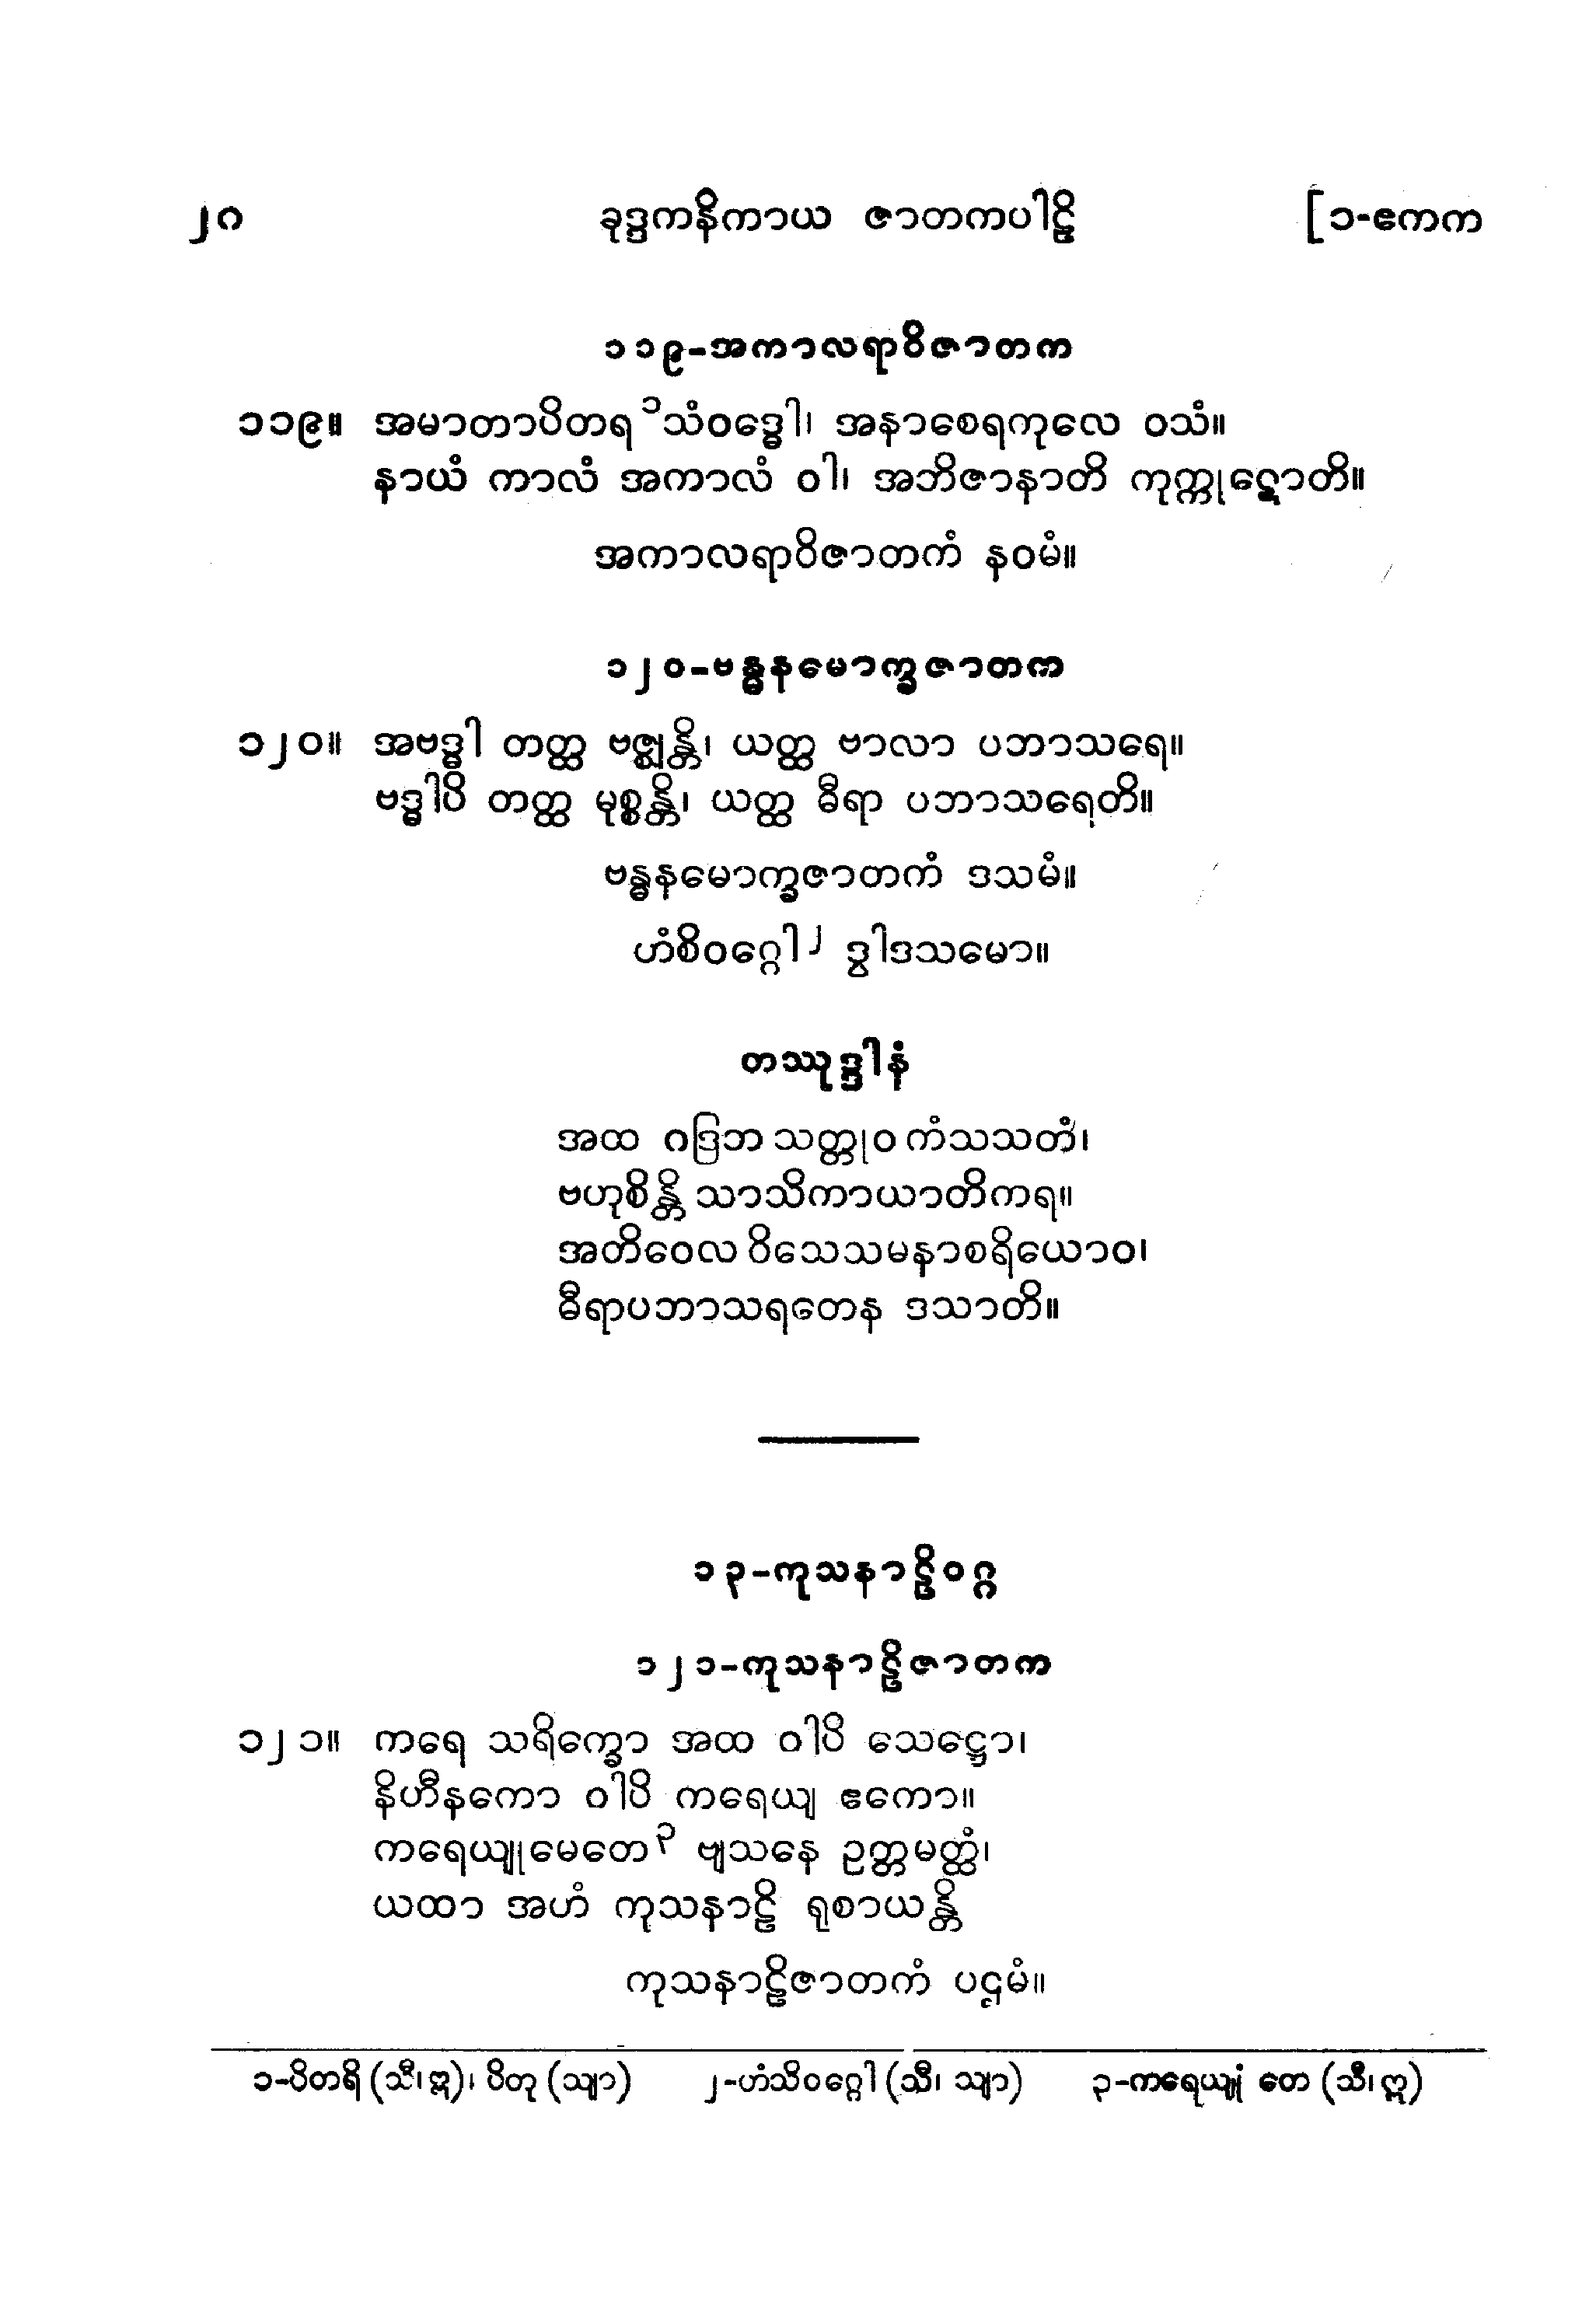 ၂၈ ခုဒ္ဒကနိကာယ ဇာတကပါဠိ [၁-ဧကက
၁၁၉-အကာလရာဝိဇာတက
၁၁၉။ အမာတာပိတရ ၁သံဝဒ္ဓေါ၊ အနာစေရကုလေ ဝသံ။
နာယံ ကာလံ အကာလံ ဝါ၊ အဘိဇာနာတိ ကုက္ကုဋောတိ။
အကာလရာဝိဇာတကံ နဝမံ။
၁၂၀-ဗန္ဓနမောက္ခဇာတက
၁၂၀။ အဗဒ္ဓါ တတ္ထ ဗဇ္ဈန္တိ၊ ယတ္ထ ဗာလာ ပဘာသရေ။
ဗဒ္ဓါပိ တတ္ထ မုစ္စန္တိ၊ ယတ္ထ ဓီရာ ပဘာသရေတိ။
ဗန္ဓနမောက္ခဇာတကံ ဒသမံ။
ဟံစိဝဂ္ဂေါ ၂ ဒွါဒသမော။
တဿုဒ္ဒါနံ
အထ ဂဒြဘ သတ္တုဝ ကံသသတံ၊
ဗဟုစိန္တိ သာသိကာယာတိကရ။
အတိဝေလ ဝိသေသမနာစရိယောဝ၊
ဓီရာပဘာသရတေန ဒသာတိ။
၁၃-ကုသနာဠိဝဂ္ဂ
၁၂၁-ကုသနာဠိဇာတက
၁၂၁။ ကရေ သရိက္ခော အထ ဝါပိ သေဋ္ဌော၊
နိဟီနကော ဝါပိ ကရေယျ ဧကော။
ကရေယျုမေတေ ၃ ဗျသနေ ဥတ္တမတ္ထံ၊
ယထာ အဟံ ကုသနာဠိ ရုစာယန္တိ
ကုသနာဠိဇာတကံ ပဌမံ။
၁-ပိတရိ (သီ၊ ဣ)၊ ပိတု (သျာ) ၂-ဟံသိဝဂ္ဂေါ (သီ၊ သျာ) ၃-ကရေယျုံ တေ (သီ၊ ဣ)